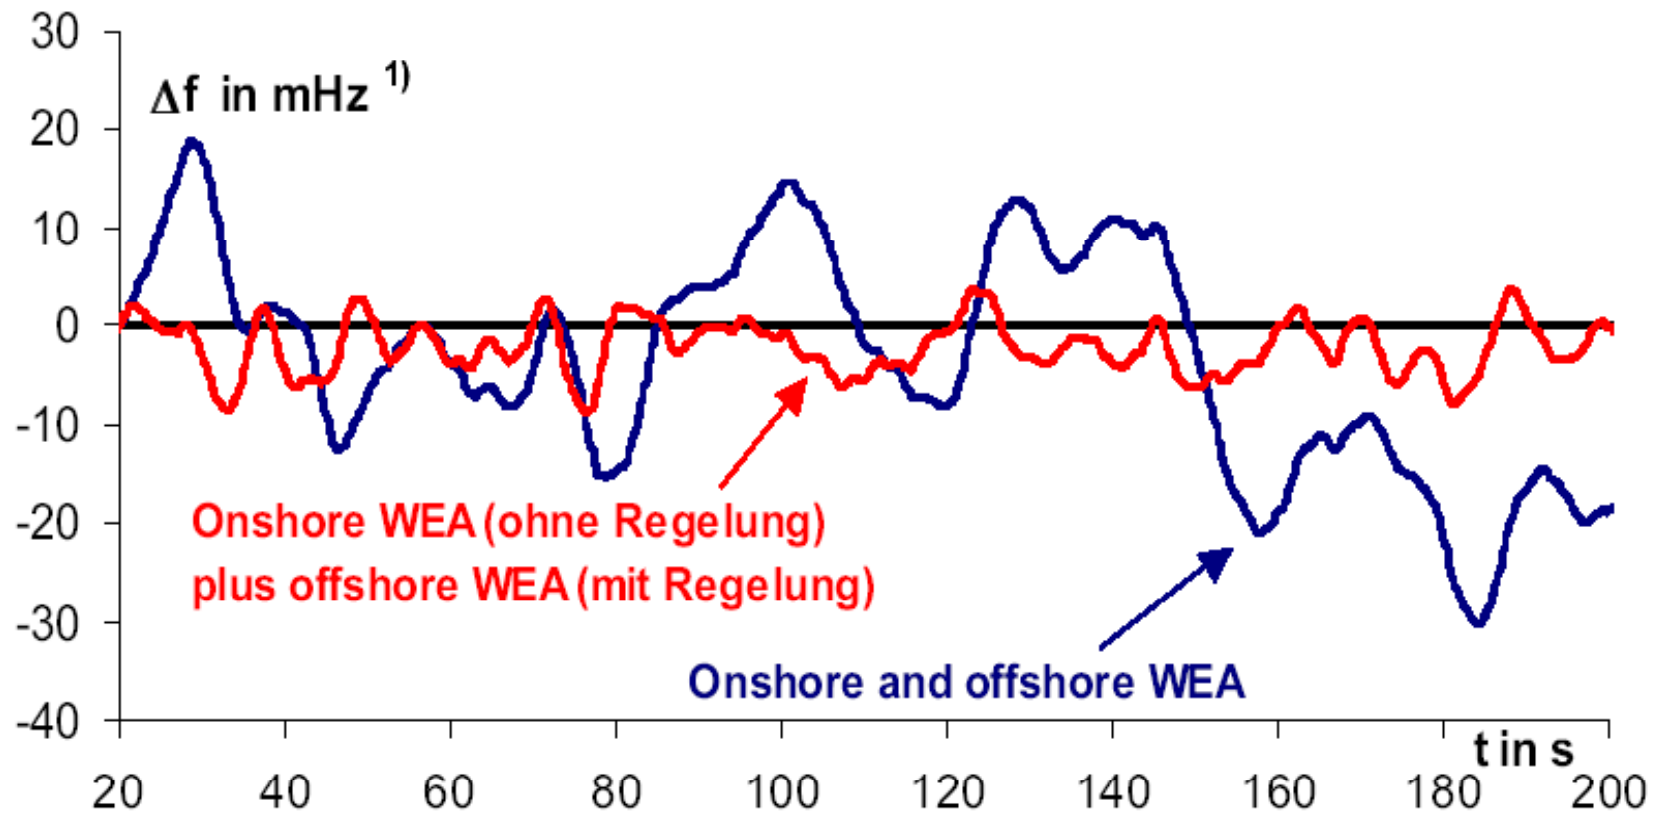 30
Δf in mHz 1)
20
10
0
-10
-20
-30
-40
Onshore WEA (ohne Regelung)
plus offshore WEA (mit Regelung)
Onshore and offshore WEA
t in s
20 40 60 80 100 120 140 160 180 200